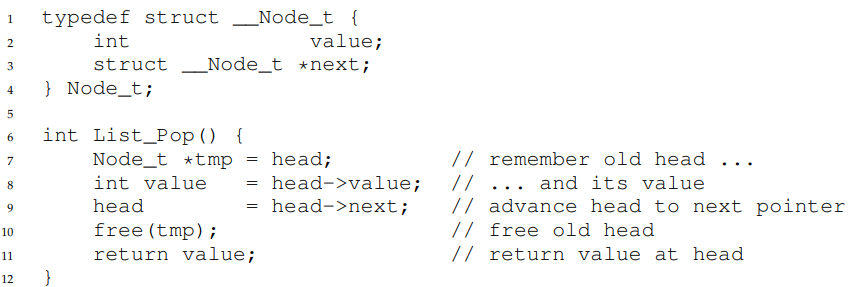 1 typedef struct __Node_t {
2     int               value;
3     struct __Node_t *next;
4 } Node_t;
5
6 int List_Pop() {
7     Node_t *tmp = head;         // remember old head ...
8     int value   = head->value;  // ... and its value
9     head        = head->next;   // advance head to next pointer
10     free(tmp);                  // free old head
11     return value;               // return value at head
12 }